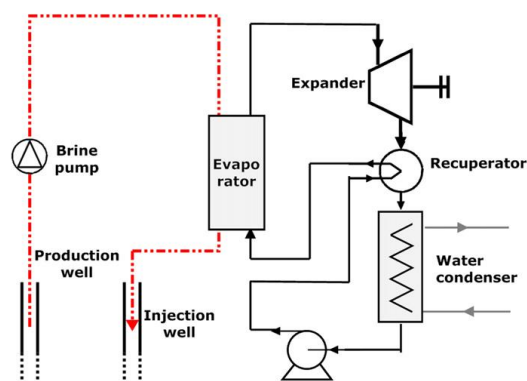 Expander
Brine
pump
Evapo
rator
Recuperator
Production
well
Water
condenser
Injection
well